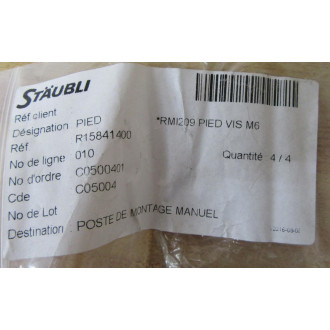 STÄUBLI
Réf client
Désignation PIED
*RMI209 PIED VIS M6
Réf R15841400
No de ligne 010
Quantité 4 / 4
No d'ordre C0500401
Cde C05004
No de Lot
Destination : POSTE DE MONTAGE MANUEL